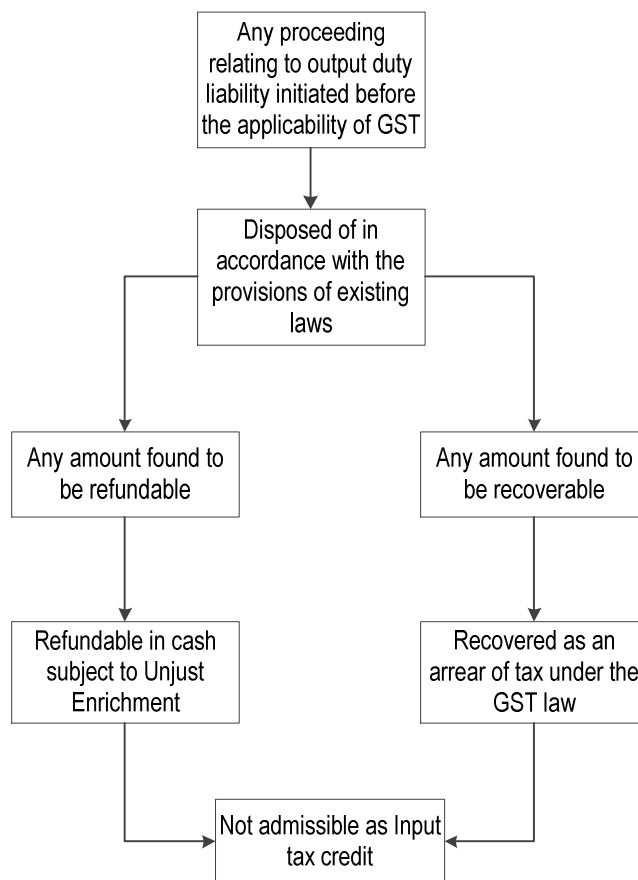 Any proceeding
relating to output duty
liability initiated before
the applicability of GST
Disposed of in
accordance with the
provisions of existing
laws
Any amount found to
be refundable
Any amount found to
be recoverable
Refundable in cash
subject to Unjust
Enrichment
Recovered as an
arrear of tax under the
GST law
Not admissible as Input
tax credit